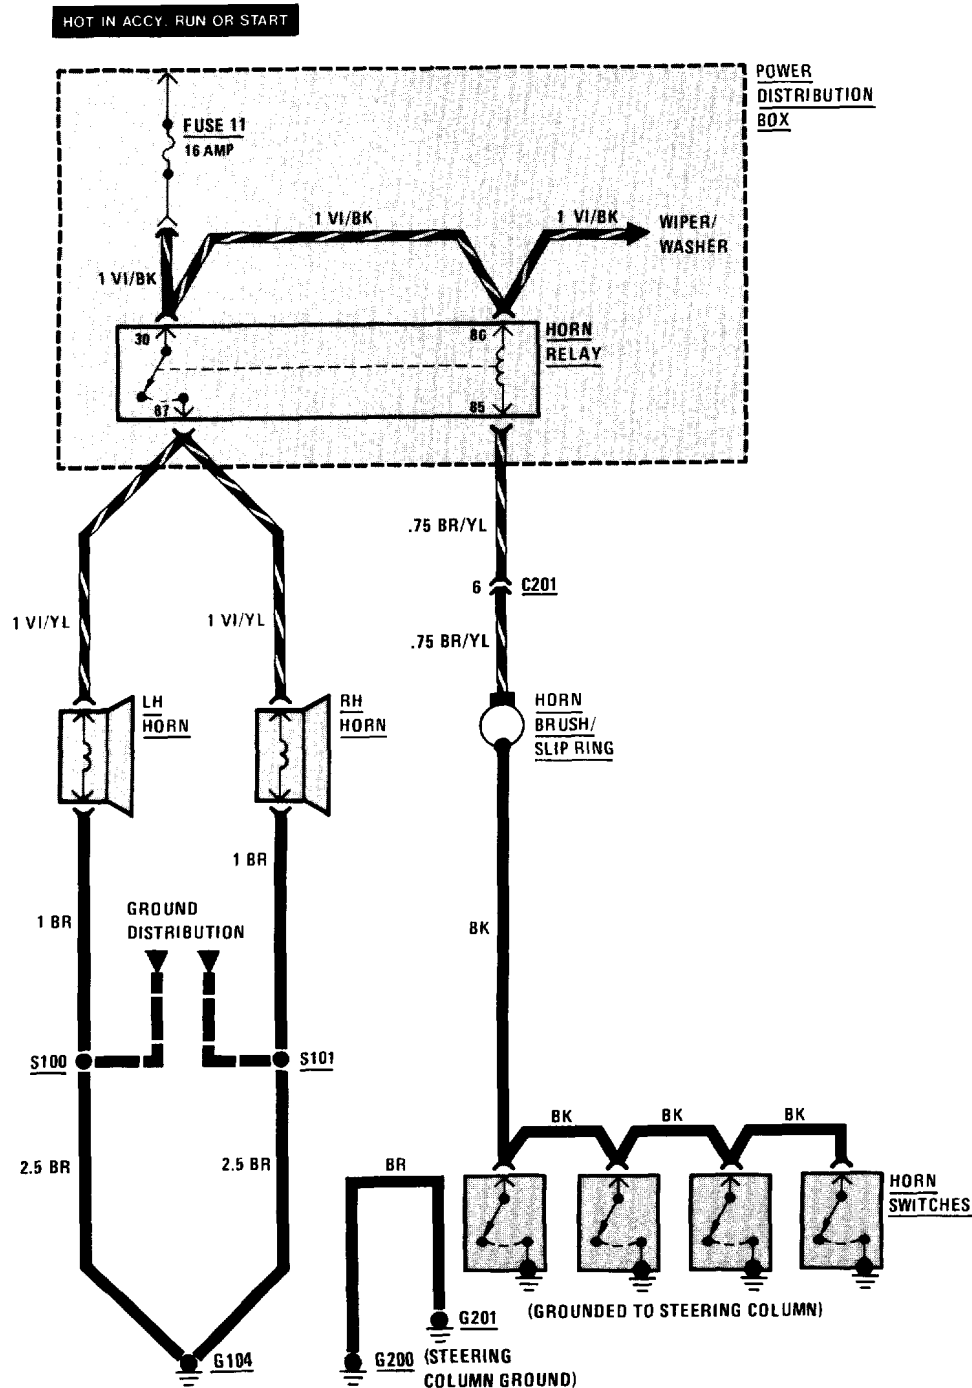 HOT IN ACCY. RUN OR START
POWER
DISTRIBUTION
BOX
FUSE 11
16 AMP
1 VI/BK
1 VI/BK
WIPER/
WASHER
1 VI/BK
30
86
HORN
RELAY
87
85
.75 BR/YL
6
C201
1 VI/YL
1 VI/YL
.75 BR/YL
LH
HORN
RH
HORN
HORN
BRUSH/
SLIP RING
1 BR
1 BR
GROUND
DISTRIBUTION
BK
S100
S101
BK
BK
BK
2.5 BR
2.5 BR
BR
HORN
SWITCHES
(GROUNDED TO STEERING COLUMN)
G201
G104
G200 (STEERING
COLUMN GROUND)